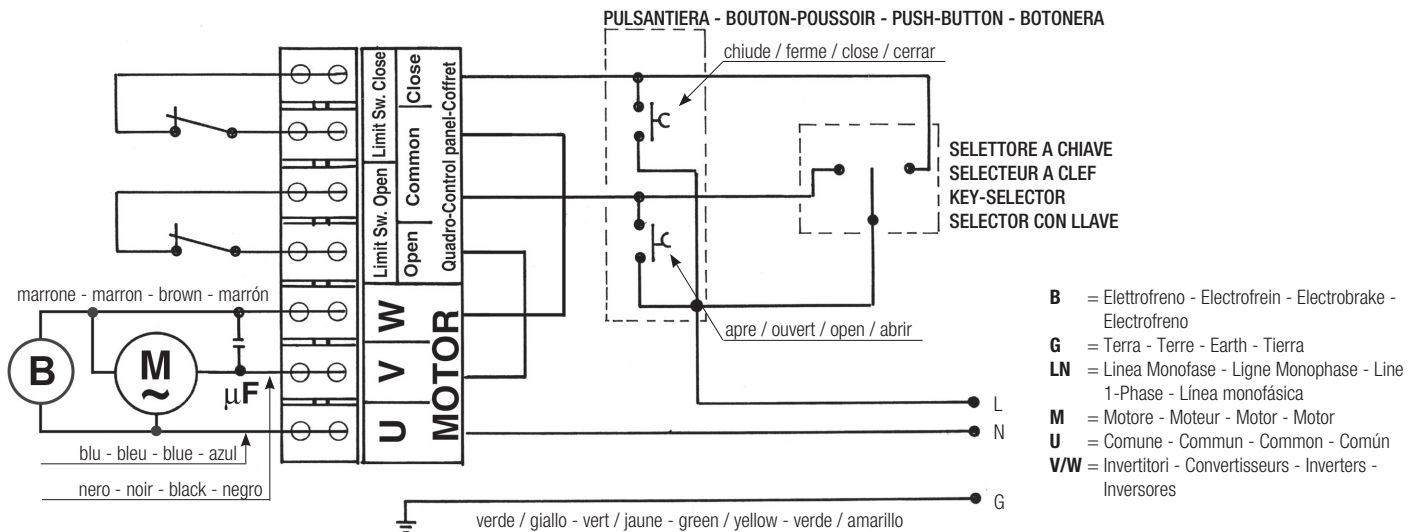 PULSANTIERA - BOUTON-POUSSOIR - PUSH-BUTTON - BOTONERA
chiude / ferme / close / cerrar
Limit Sw. Close
Close
Limit Sw. Open
Common
Open
Quadro-Control panel-Coffret
SELETTORE A CHIAVE
SELECTEUR A CLEF
KEY-SELECTOR
SELECTOR CON LLAVE
marrone - marron - brown - marrón
apre / ouvert / open / abrir
B
M
~
µF
W
V
U
MOTOR
blu - bleu - blue - azul
nero - noir - black - negro
L
N
G
verde / giallo - vert / jaune - green / yellow - verde / amarillo
B = Elettrofreno - Electrofrein - Electrobrake -
Electrofreno
G = Terra - Terre - Earth - Tierra
LN = Linea Monofase - Ligne Monophase - Line
1-Phase - Línea monofásica
M = Motore - Moteur - Motor - Motor
U = Comune - Commun - Common - Común
V/W = Invertitori - Convertisseurs - Inverters -
Inversores